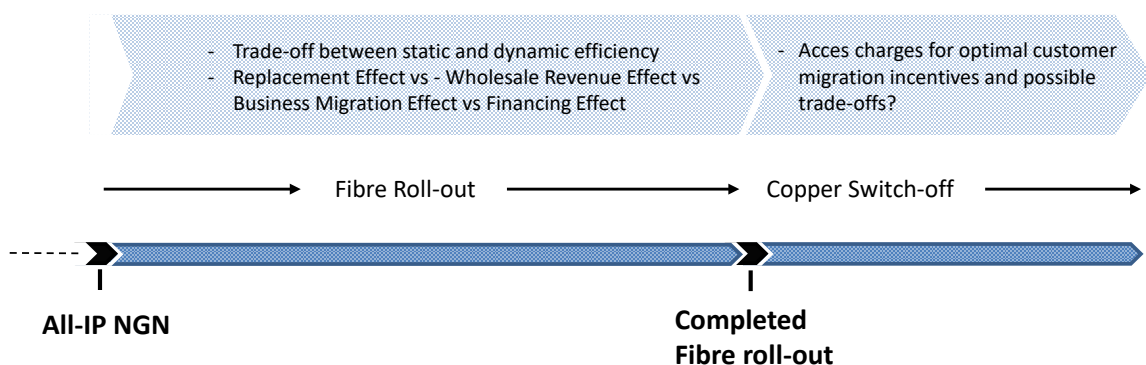 - Trade-off between static and dynamic efficiency
- Replacement Effect vs - Wholesale Revenue Effect vs
Business Migration Effect vs Financing Effect
- Acces charges for optimal customer
migration incentives and possible
trade-offs?
Fibre Roll-out
Copper Switch-off
All-IP NGN
Completed
Fibre roll-out